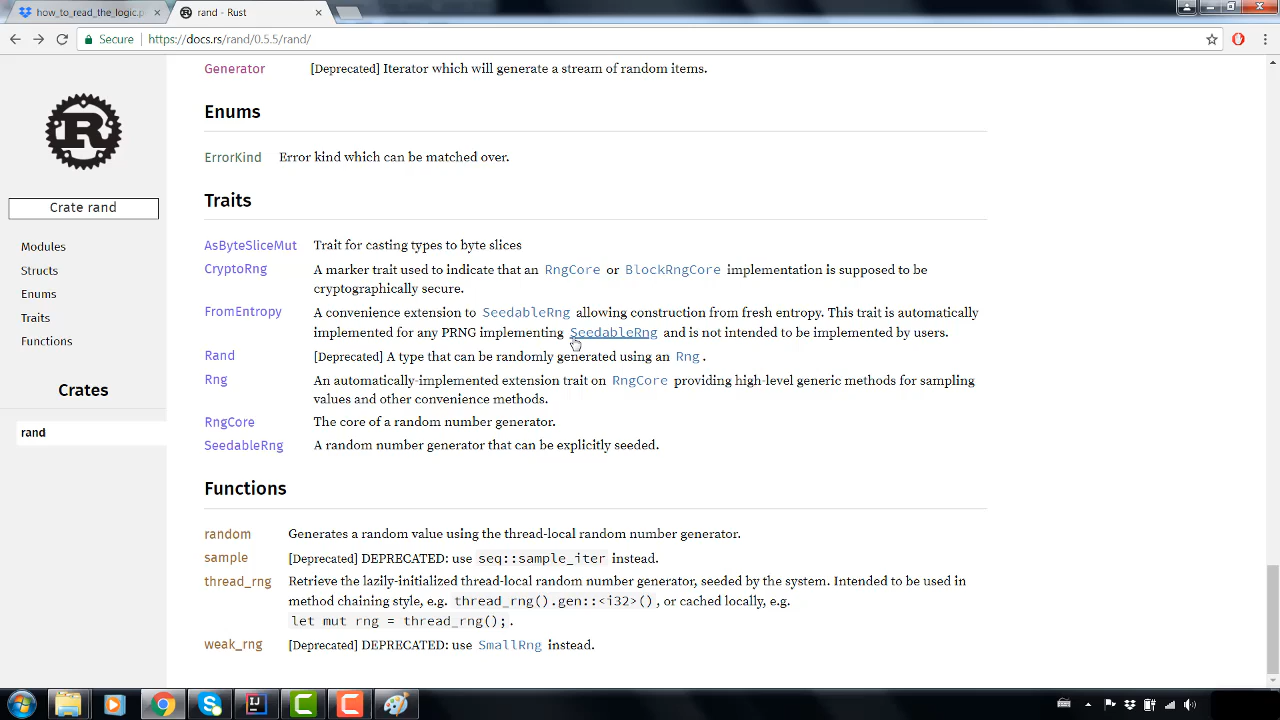 how_to_read_the_logic.p
rand - Rust
Secure
https://docs.rs/rand/0.5.5/rand/
R
Crate rand
Modules
Structs
Enums
Traits
Functions
Crates
rand
Generator [Deprecated] Iterator which will generate a stream of random items.
Enums
ErrorKind Error kind which can be matched over.
Traits
AsByteSliceMut Trait for casting types to byte slices
CryptoRng A marker trait used to indicate that an RngCore or BlockRngCore implementation is supposed to be
cryptographically secure.
FromEntropy A convenience extension to SeedableRng allowing construction from fresh entropy. This trait is automatically
implemented for any PRNG implementing SeedableRng and is not intended to be implemented by users.
Rand [Deprecated] A type that can be randomly generated using an Rng.
Rng An automatically-implemented extension trait on RngCore providing high-level generic methods for sampling
values and other convenience methods.
RngCore The core of a random number generator.
SeedableRng A random number generator that can be explicitly seeded.
Functions
random Generates a random value using the thread-local random number generator.
sample [Deprecated] DEPRECATED: use seq::sample_iter instead.
thread_rng Retrieve the lazily-initialized thread-local random number generator, seeded by the system. Intended to be used in
method chaining style, e.g. thread_rng().gen::<i32>(), or cached locally, e.g.
let mut rng = thread_rng();.
weak_rng [Deprecated] DEPRECATED: use SmallRng instead.